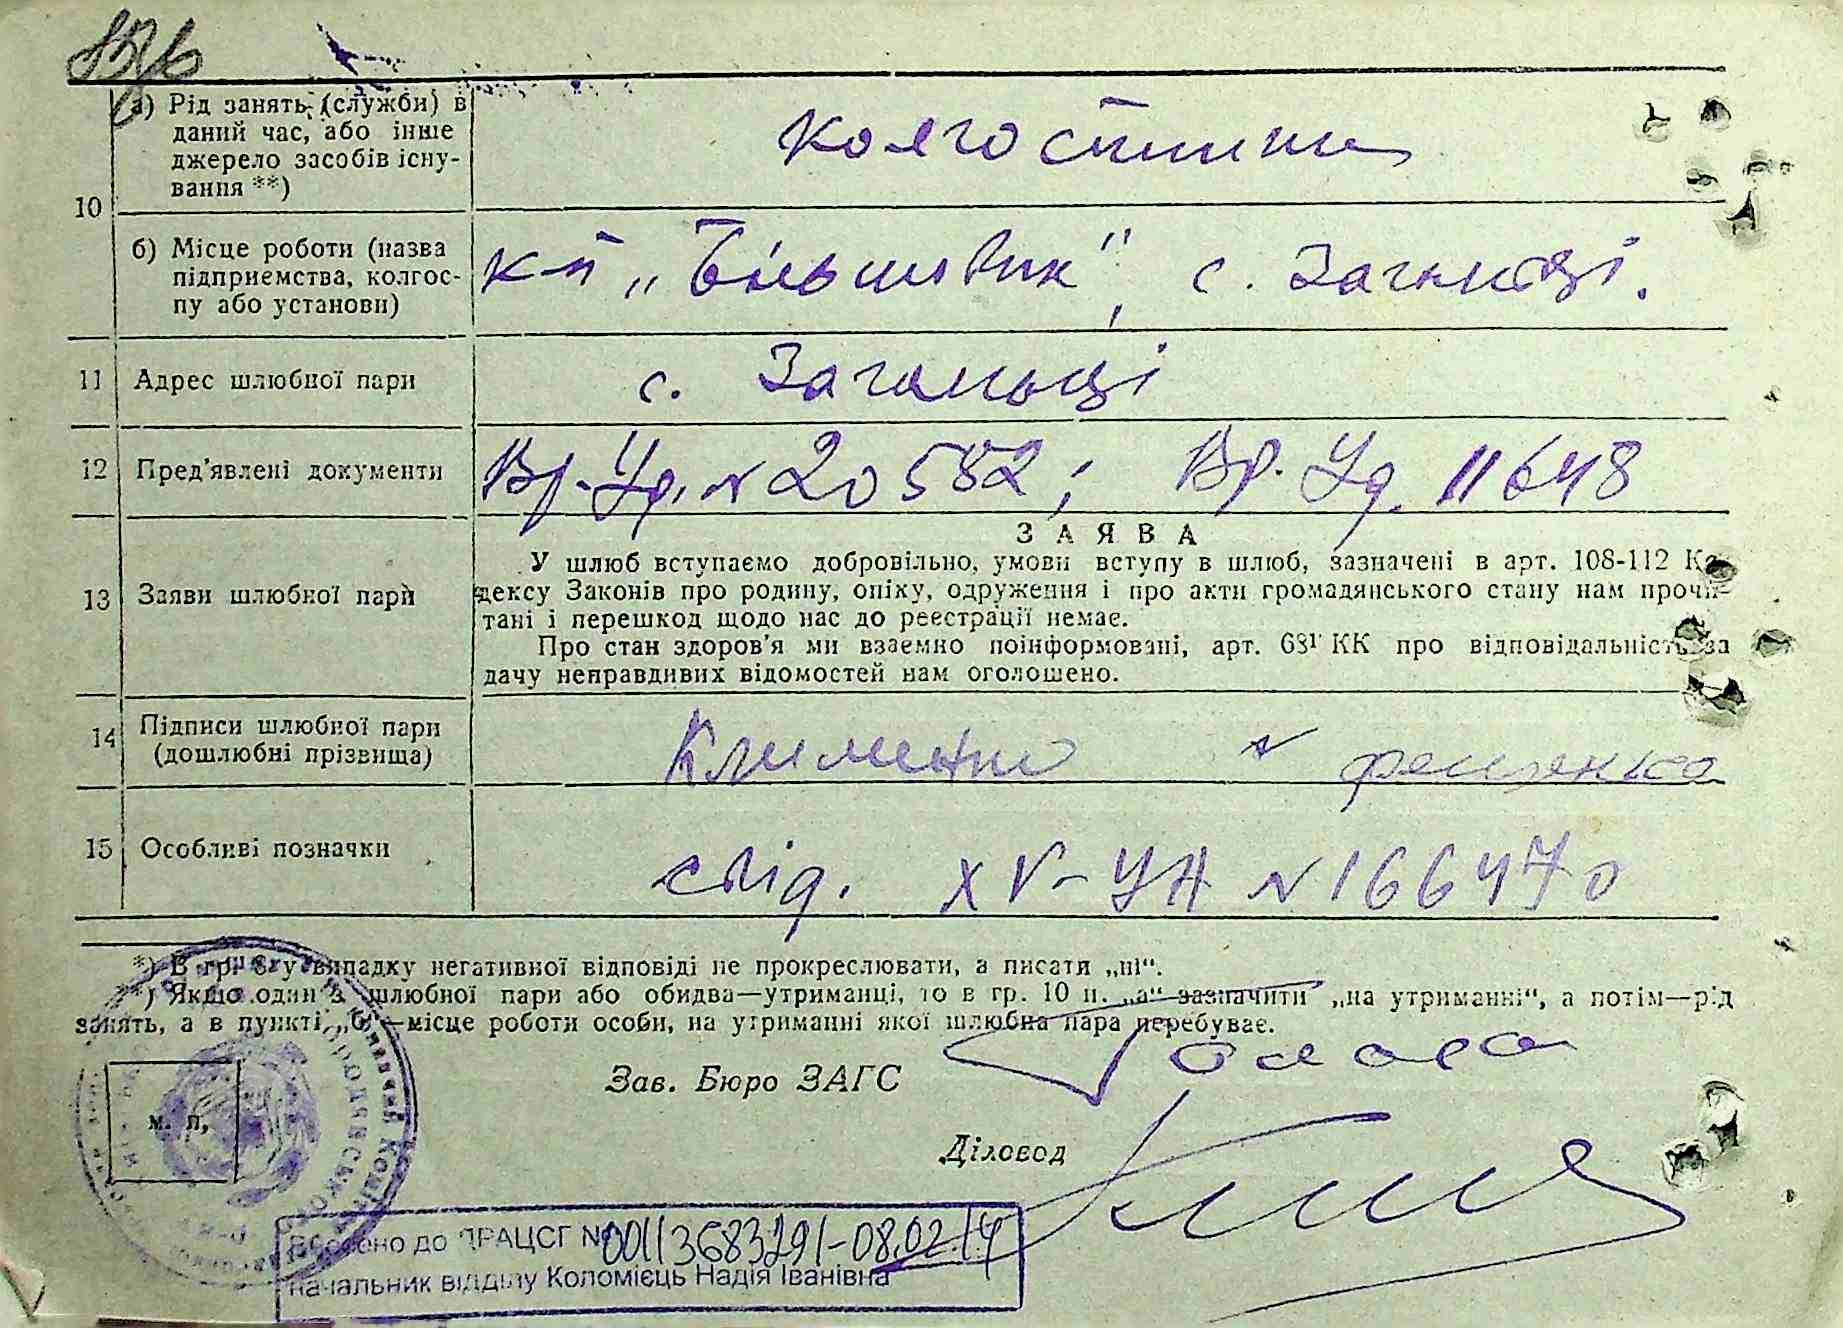 10
а) Рід занять (служби) в
даний час, або інше
джерело засобів існу-
вання **)
колгоспники
б) Місце роботи (назва
підприємства, колгос-
пу або установи)
к-п „Більшовик", с.
11
Адрес шлюбної пари
с.
12
Пред'явлені документи
Вр. Уд. № 20582; Вр. Уд. 11648
13
Заяви шлюбної пари
ЗАЯВА
У шлюб вступаємо добровільно, умови вступу в шлюб, зазначені в арт. 108-112 Ко-
дексу Законів про родину, опіку, одруження і про акти громадянського стану нам прочи-
тані і перешкод щодо нас до реєстрації немає.
Про стан здоров'я ми взаємно поінформовані, арт. 68¹ КК про відповідальність за
дачу неправдивих відомостей нам оголошено.
14
Підписи шлюбної пари
(дошлюбні прізвища)
15
Особливі позначки
свід. XV-УН № 166470
*) В гр. 8 у випадку негативної відповіді не прокреслювати, а писати „ні".
**) Якщо один з шлюбної пари або обидва—утриманці, то в гр. 10 п. „а" зазначити „на утриманні", а потім—рід
занять, а в пункті „б"—місце роботи особи, на утриманні якої шлюбна пара перебуває.
Зав. Бюро ЗАГС
м. п.
Діловод
Внесено до ДРАЦСГ № 00113683291-08.02.14
начальник відділу Коломієць Надія Іванівна